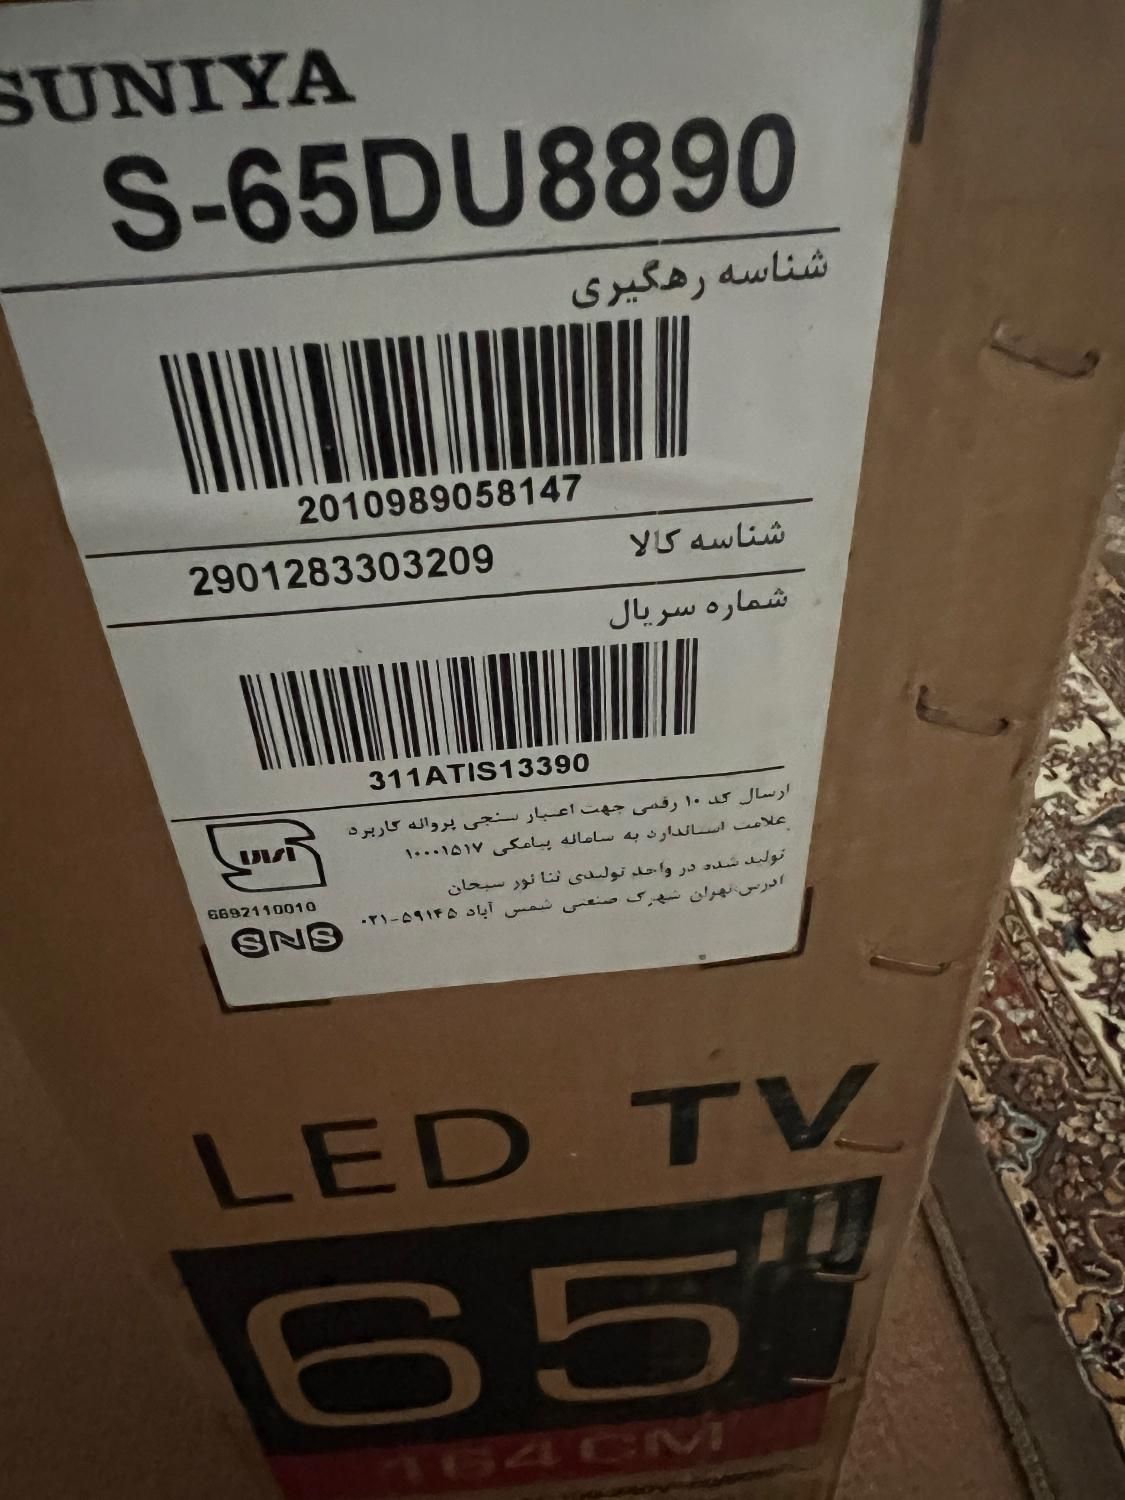 SUNIYA
S-65DU8890
شناسه رهگیری
2010989058147
شناسه کالا 2901283303209
شماره سریال
311ATIS13390
ارسال کد ۱۰ رقمی جهت اعتبار سنجی پروانه کاربرد
علامت استاندارد به سامانه پیامکی ۱۰۰۰۱۵۱۷
تولید شده در واحد تولیدی ثنا نور سبحان
ادرس:تهران شهرک صنعتی شمس آباد ۵۹۱۴۵-۰۲۱
6692110010
SNS
LED TV
65"
164CM